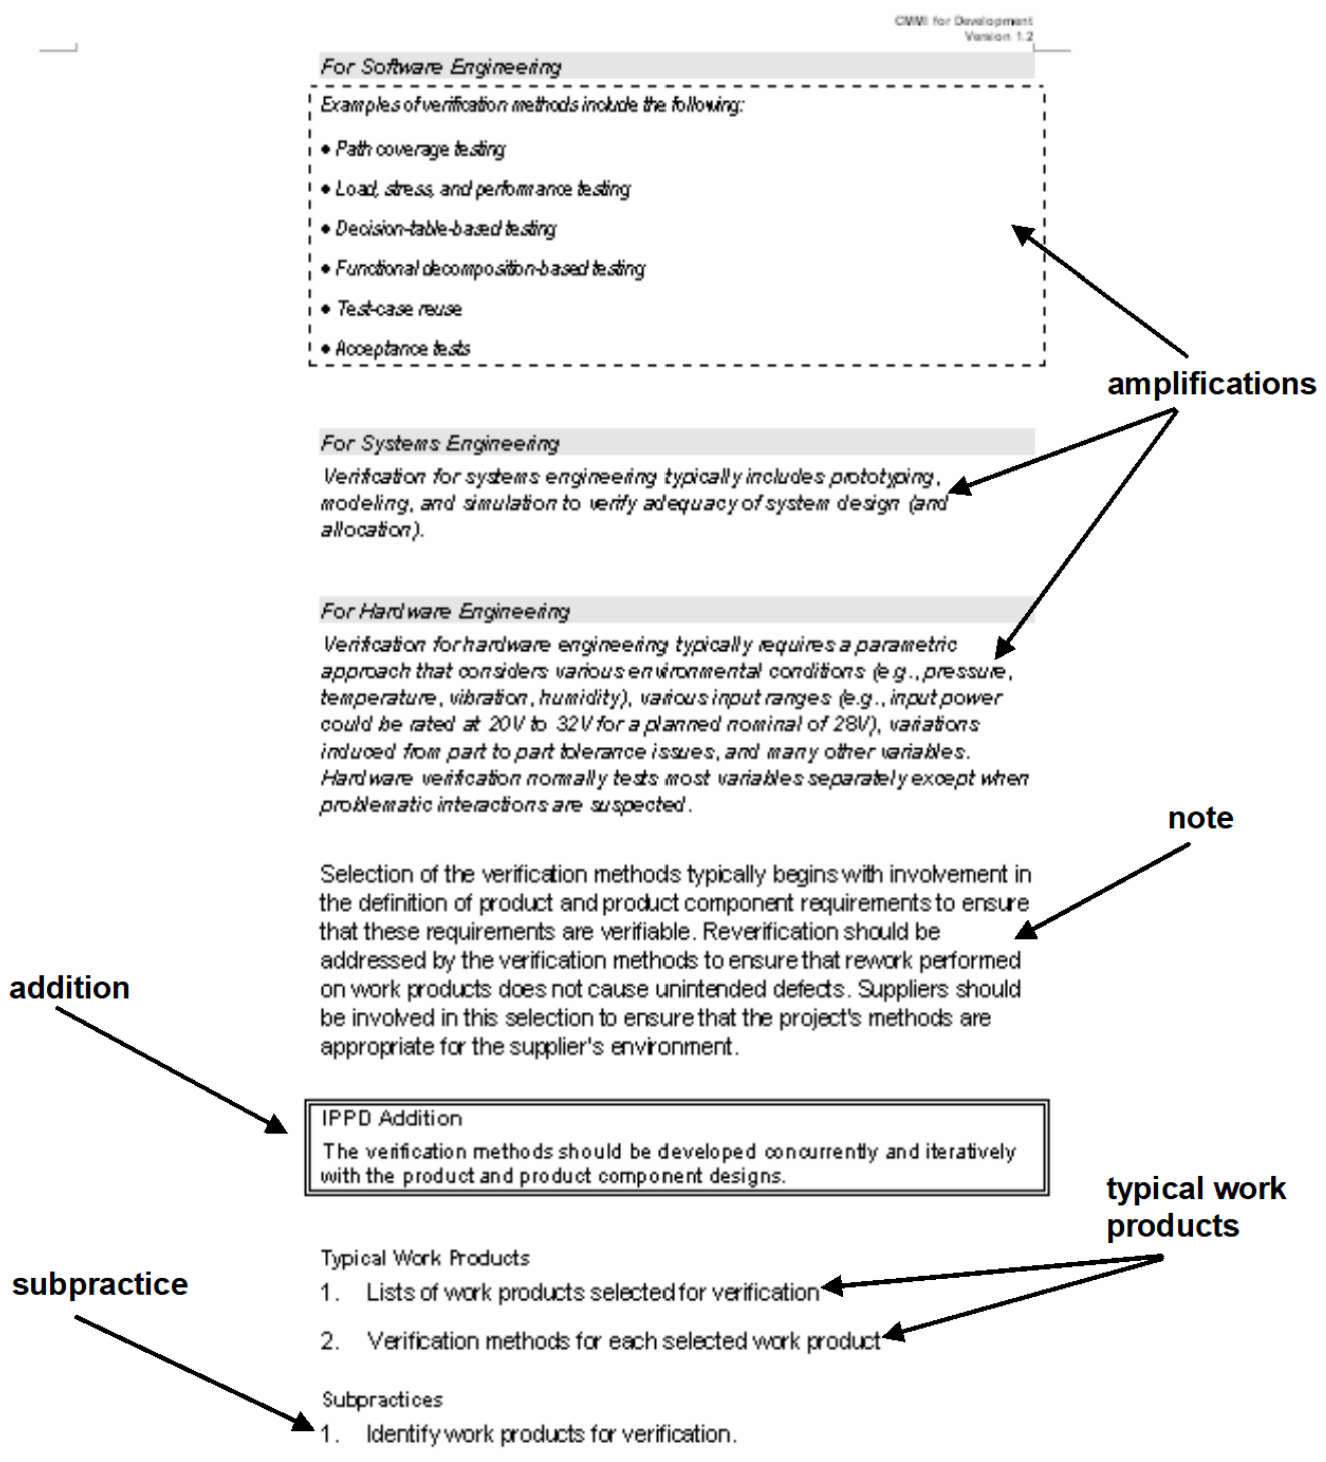 CMMI for Development
Version 1.2
For Software Engineering
Examples of verification methods include the following:
• Path coverage testing
• Load, stress, and performance testing
• Decision-table-based testing
• Functional decomposition-based testing
• Test-case reuse
• Acceptance tests
amplifications
For Systems Engineering
Verification for systems engineering typically includes prototyping,
modeling, and simulation to verify adequacy of system design (and
allocation).
For Hardware Engineering
Verification for hardware engineering typically requires a parametric
approach that considers various environmental conditions (e.g., pressure,
temperature, vibration, humidity), various input ranges (e.g., input power
could be rated at 20V to 32V for a planned nominal of 28V), variations
induced from part to part tolerance issues, and many other variables.
Hardware verification normally tests most variables separately except when
problematic interactions are suspected.
note
Selection of the verification methods typically begins with involvement in
the definition of product and product component requirements to ensure
that these requirements are verifiable. Reverification should be
addressed by the verification methods to ensure that rework performed
on work products does not cause unintended defects. Suppliers should
be involved in this selection to ensure that the project's methods are
appropriate for the supplier's environment.
addition
IPPD Addition
The verification methods should be developed concurrently and iteratively
with the product and product component designs.
typical work
products
Typical Work Products
1. Lists of work products selected for verification
2. Verification methods for each selected work product
subpractice
Subpractices
1. Identify work products for verification.